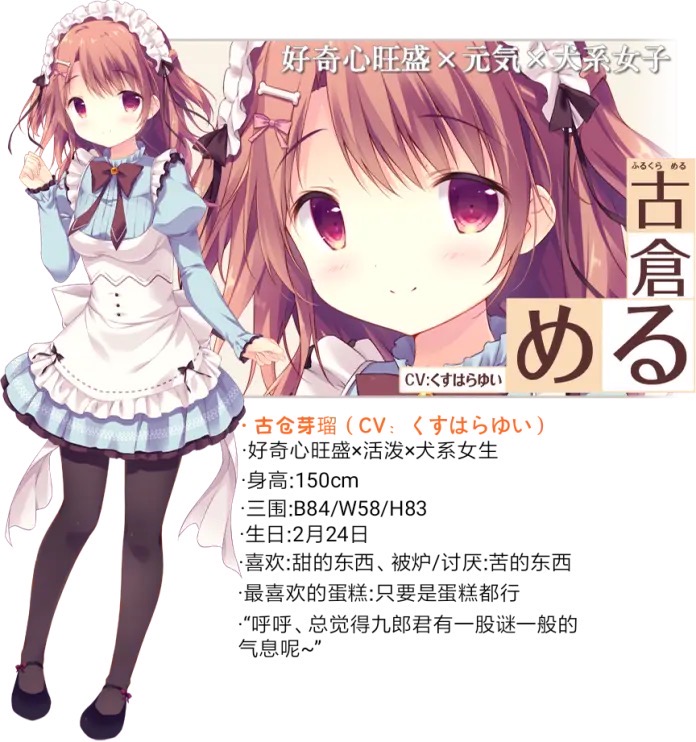 好奇心旺盛×元気×犬系女子
ふるくら める
古倉
める
CV:くすはらゆい
·古仓芽瑠（CV：くすはらゆい）
·好奇心旺盛×活泼×犬系女生
·身高:150cm
·三围:B84/W58/H83
·生日:2月24日
·喜欢:甜的东西、被炉/讨厌:苦的东西
·最喜欢的蛋糕:只要是蛋糕都行
·“呼呼、总觉得九郎君有一股谜一般的
气息呢~”